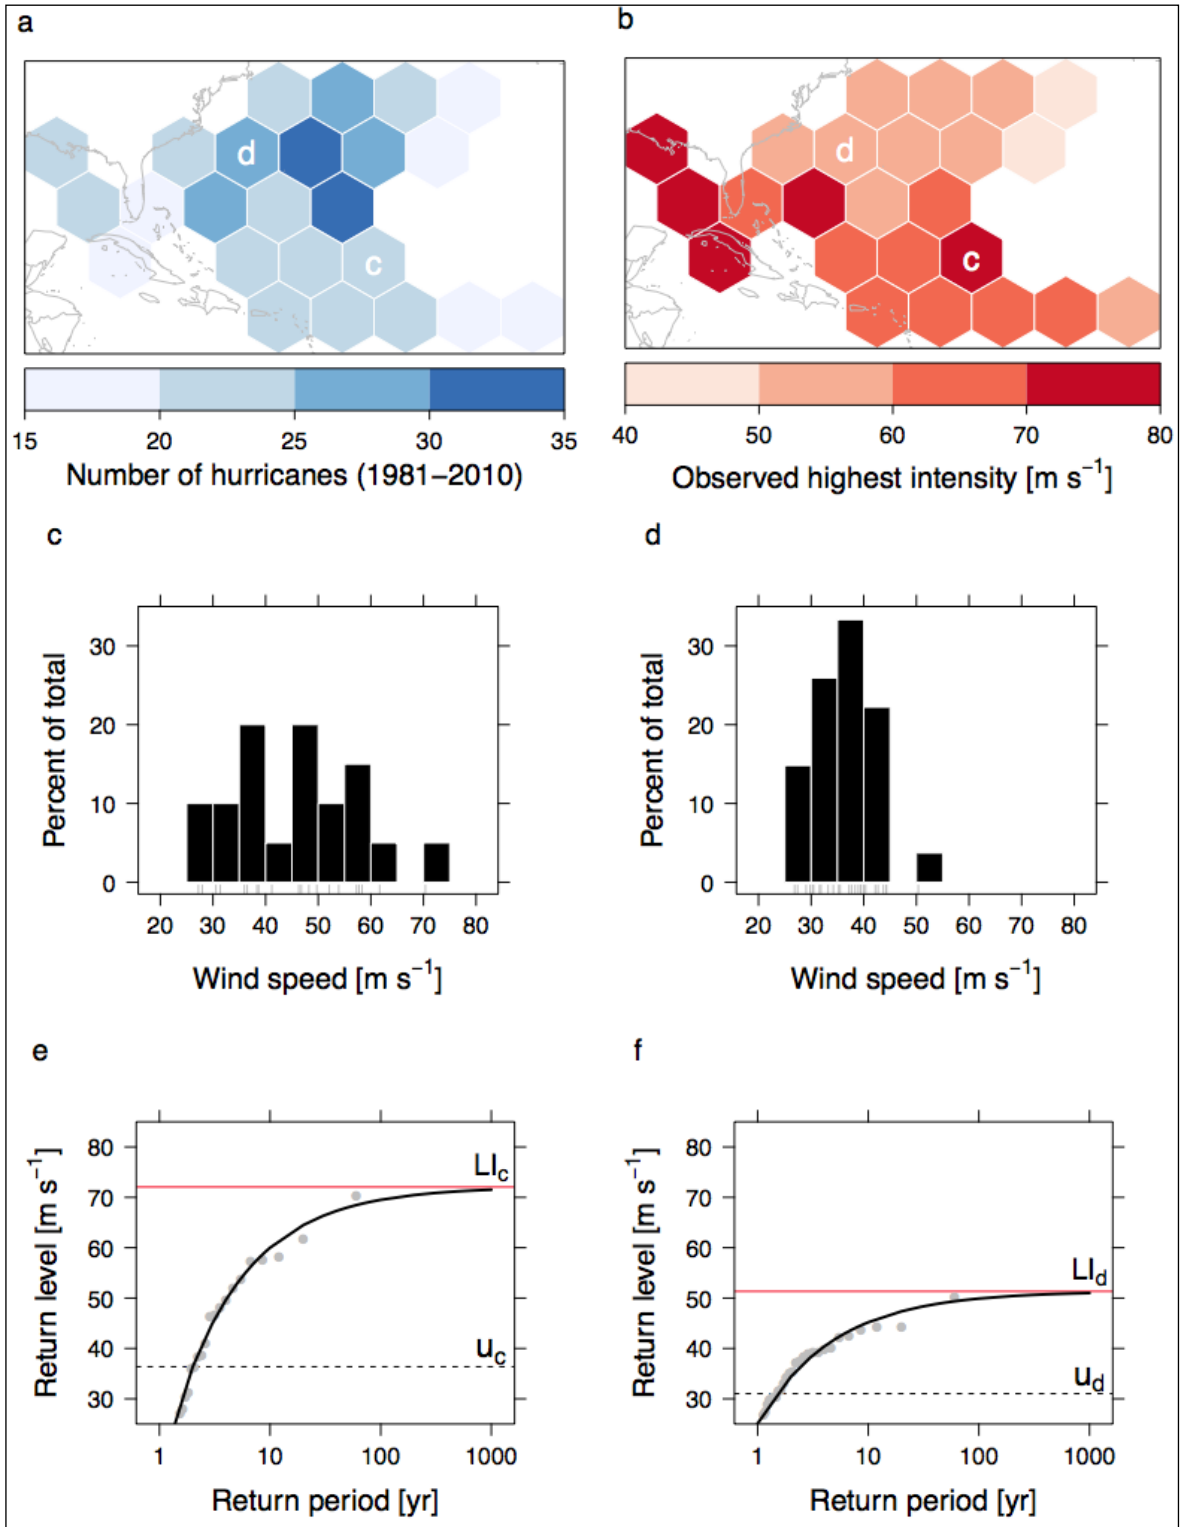 a
b
d
c
d
c
15 20 25 30 35
Number of hurricanes (1981−2010)
40 50 60 70 80
Observed highest intensity [m s−1]
c
d
30
20
10
0
Percent of total
20 30 40 50 60 70 80
Wind speed [m s−1]
30
20
10
0
Percent of total
20 30 40 50 60 70 80
Wind speed [m s−1]
e
f
80
70
60
50
40
30
Return level [m s−1]
LIc
uc
1 10 100 1000
Return period [yr]
80
70
60
50
40
30
Return level [m s−1]
LId
ud
1 10 100 1000
Return period [yr]